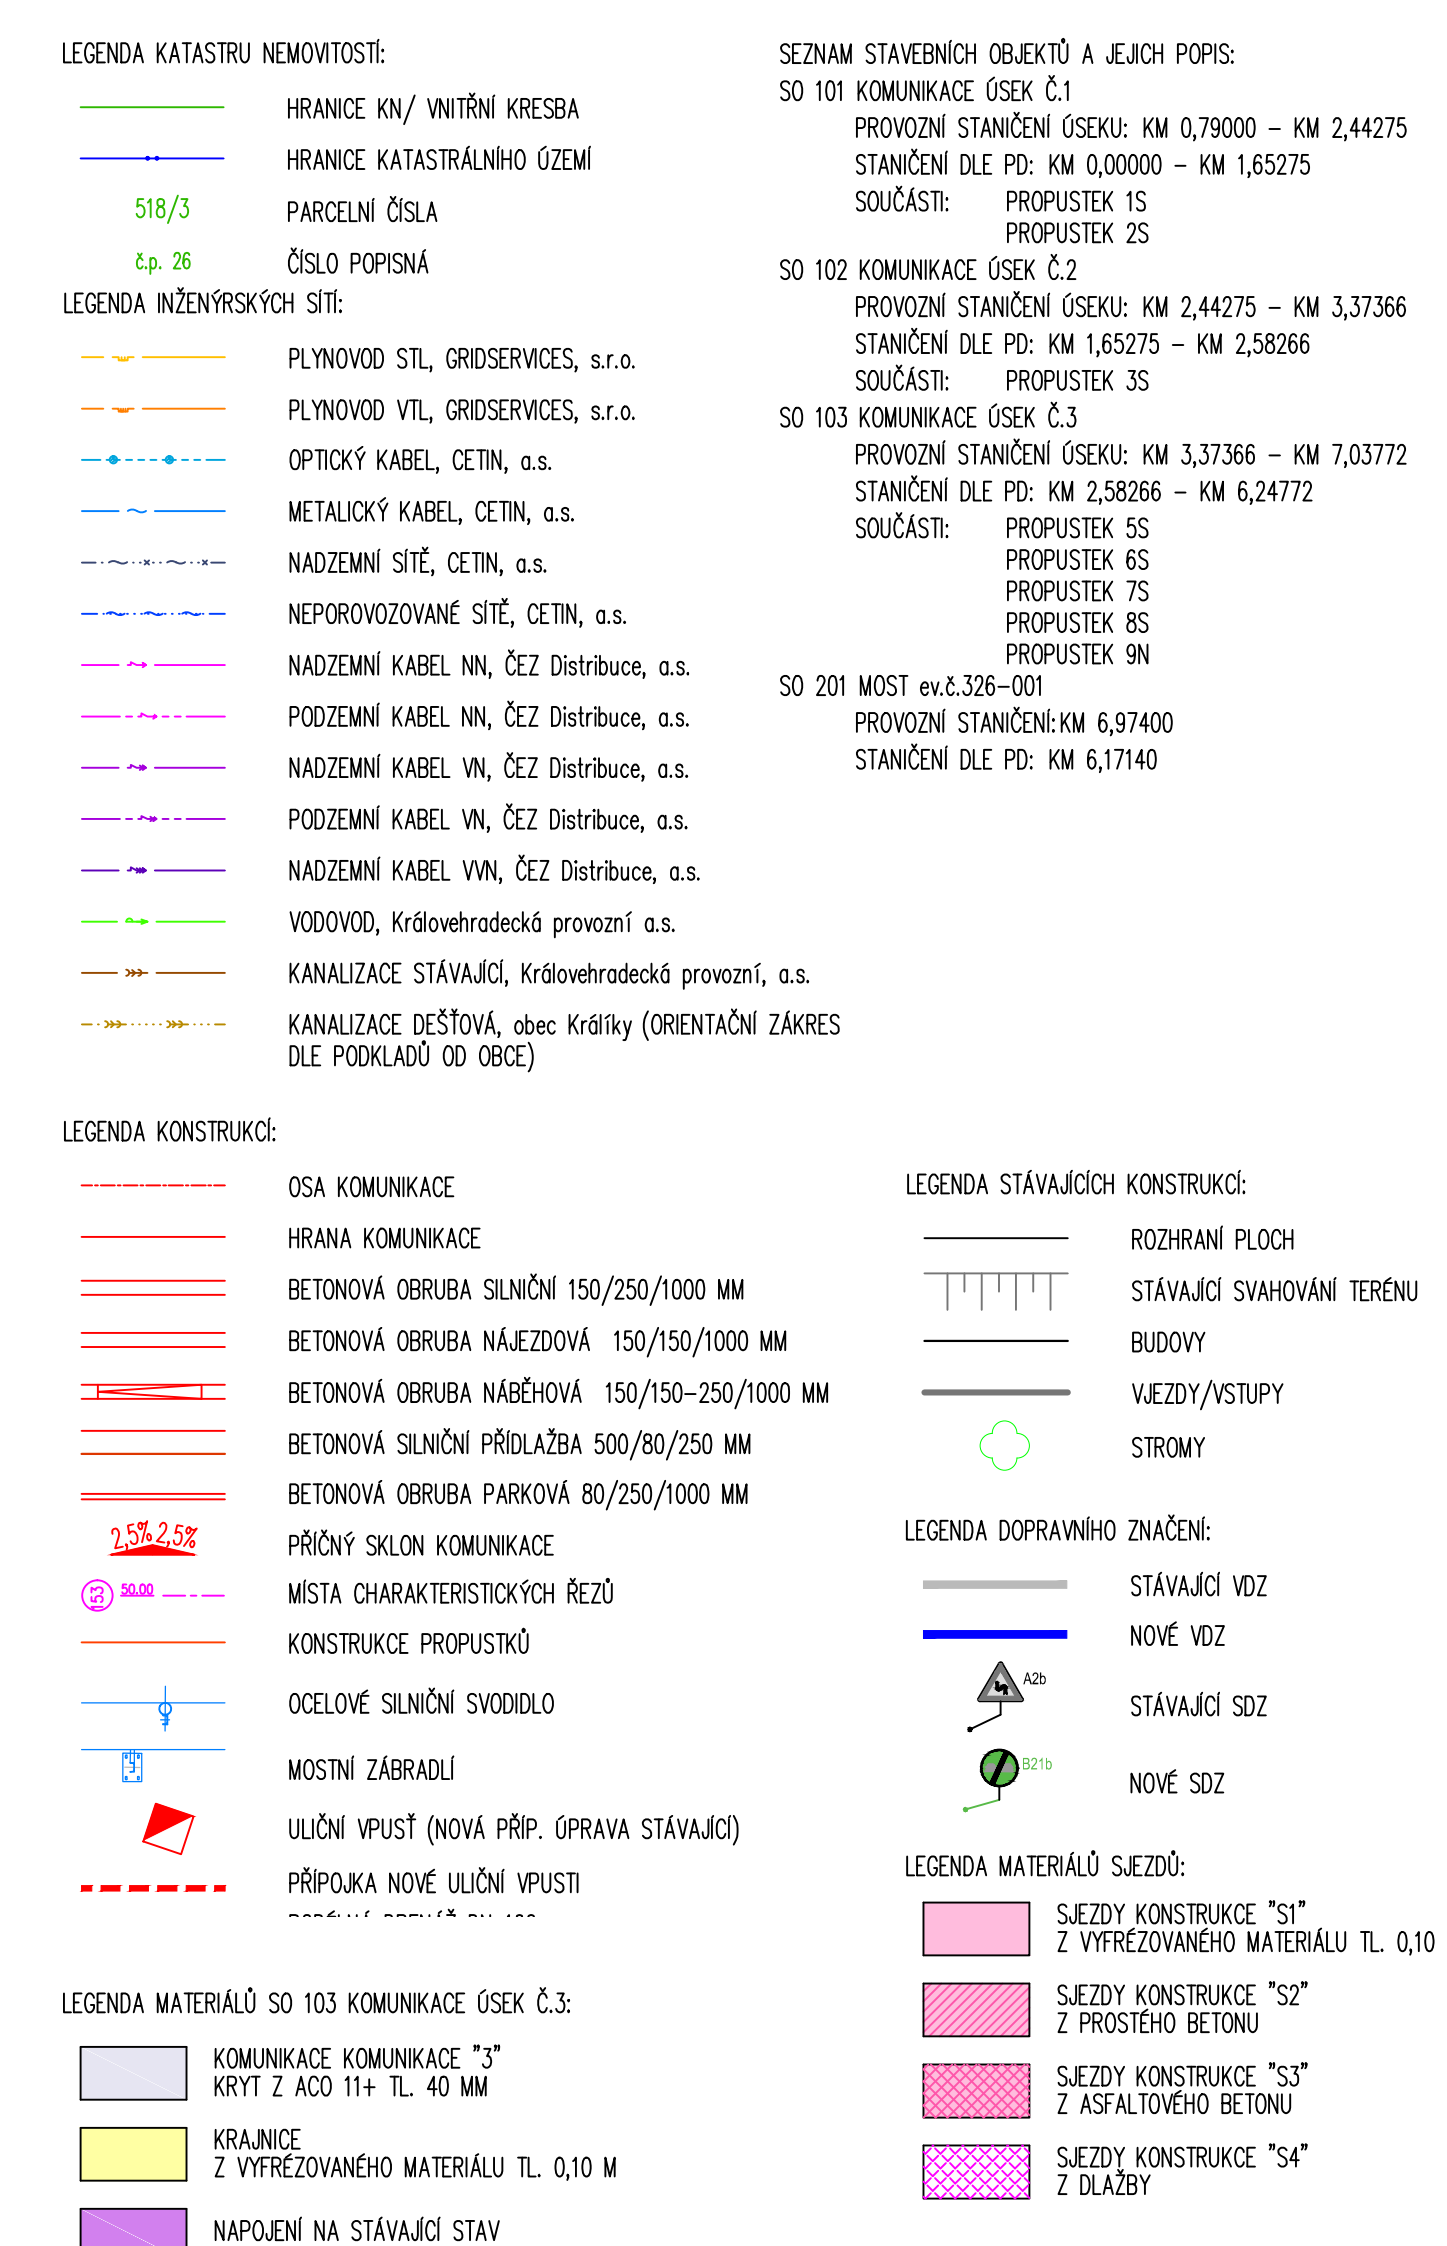 LEGENDA KATASTRU NEMOVITOSTÍ:
HRANICE KN/ VNITŘNÍ KRESBA
HRANICE KATASTRÁLNÍHO ÚZEMÍ
518/3 PARCELNÍ ČÍSLA
č.p. 26 ČÍSLO POPISNÁ
LEGENDA INŽENÝRSKÝCH SÍTÍ:
PLYNOVOD STL, GRIDSERVICES, s.r.o.
PLYNOVOD VTL, GRIDSERVICES, s.r.o.
OPTICKÝ KABEL, CETIN, a.s.
METALICKÝ KABEL, CETIN, a.s.
NADZEMNÍ SÍTĚ, CETIN, a.s.
NEPOROVOZOVANÉ SÍTĚ, CETIN, a.s.
NADZEMNÍ KABEL NN, ČEZ Distribuce, a.s.
PODZEMNÍ KABEL NN, ČEZ Distribuce, a.s.
NADZEMNÍ KABEL VN, ČEZ Distribuce, a.s.
PODZEMNÍ KABEL VN, ČEZ Distribuce, a.s.
NADZEMNÍ KABEL VVN, ČEZ Distribuce, a.s.
VODOVOD, Královehradecká provozní a.s.
KANALIZACE STÁVAJÍCÍ, Královehradecká provozní, a.s.
KANALIZACE DEŠŤOVÁ, obec Králíky (ORIENTAČNÍ ZÁKRES
DLE PODKLADŮ OD OBCE)
SEZNAM STAVEBNÍCH OBJEKTŮ A JEJICH POPIS:
SO 101 KOMUNIKACE ÚSEK Č.1
PROVOZNÍ STANIČENÍ ÚSEKU: KM 0,79000 – KM 2,44275
STANIČENÍ DLE PD: KM 0,00000 – KM 1,65275
SOUČÁSTI: PROPUSTEK 1S
PROPUSTEK 2S
SO 102 KOMUNIKACE ÚSEK Č.2
PROVOZNÍ STANIČENÍ ÚSEKU: KM 2,44275 – KM 3,37366
STANIČENÍ DLE PD: KM 1,65275 – KM 2,58266
SOUČÁSTI: PROPUSTEK 3S
SO 103 KOMUNIKACE ÚSEK Č.3
PROVOZNÍ STANIČENÍ ÚSEKU: KM 3,37366 – KM 7,03772
STANIČENÍ DLE PD: KM 2,58266 – KM 6,24772
SOUČÁSTI: PROPUSTEK 5S
PROPUSTEK 6S
PROPUSTEK 7S
PROPUSTEK 8S
PROPUSTEK 9N
SO 201 MOST ev.č.326–001
PROVOZNÍ STANIČENÍ: KM 6,97400
STANIČENÍ DLE PD: KM 6,17140
LEGENDA KONSTRUKCÍ:
OSA KOMUNIKACE
HRANA KOMUNIKACE
BETONOVÁ OBRUBA SILNIČNÍ 150/250/1000 MM
BETONOVÁ OBRUBA NÁJEZDOVÁ 150/150/1000 MM
BETONOVÁ OBRUBA NÁBĚHOVÁ 150/150–250/1000 MM
BETONOVÁ SILNIČNÍ PŘÍDLAŽBA 500/80/250 MM
BETONOVÁ OBRUBA PARKOVÁ 80/250/1000 MM
2,5% 2,5% PŘÍČNÝ SKLON KOMUNIKACE
153 50.00 MÍSTA CHARAKTERISTICKÝCH ŘEZŮ
KONSTRUKCE PROPUSTKŮ
OCELOVÉ SILNIČNÍ SVODIDLO
MOSTNÍ ZÁBRADLÍ
ULIČNÍ VPUSŤ (NOVÁ PŘÍP. ÚPRAVA STÁVAJÍCÍ)
PŘÍPOJKA NOVÉ ULIČNÍ VPUSTI
LEGENDA STÁVAJÍCÍCH KONSTRUKCÍ:
ROZHRANÍ PLOCH
STÁVAJÍCÍ SVAHOVÁNÍ TERÉNU
BUDOVY
VJEZDY/VSTUPY
STROMY
LEGENDA DOPRAVNÍHO ZNAČENÍ:
STÁVAJÍCÍ VDZ
NOVÉ VDZ
A2b STÁVAJÍCÍ SDZ
B21b NOVÉ SDZ
LEGENDA MATERIÁLŮ SJEZDŮ:
SJEZDY KONSTRUKCE "S1"
Z VYFRÉZOVANÉHO MATERIÁLU TL. 0,10
SJEZDY KONSTRUKCE "S2"
Z PROSTÉHO BETONU
SJEZDY KONSTRUKCE "S3"
Z ASFALTOVÉHO BETONU
SJEZDY KONSTRUKCE "S4"
Z DLAŽBY
LEGENDA MATERIÁLŮ SO 103 KOMUNIKACE ÚSEK Č.3:
KOMUNIKACE KOMUNIKACE "3"
KRYT Z ACO 11+ TL. 40 MM
KRAJNICE
Z VYFRÉZOVANÉHO MATERIÁLU TL. 0,10 M
NAPOJENÍ NA STÁVAJÍCÍ STAV